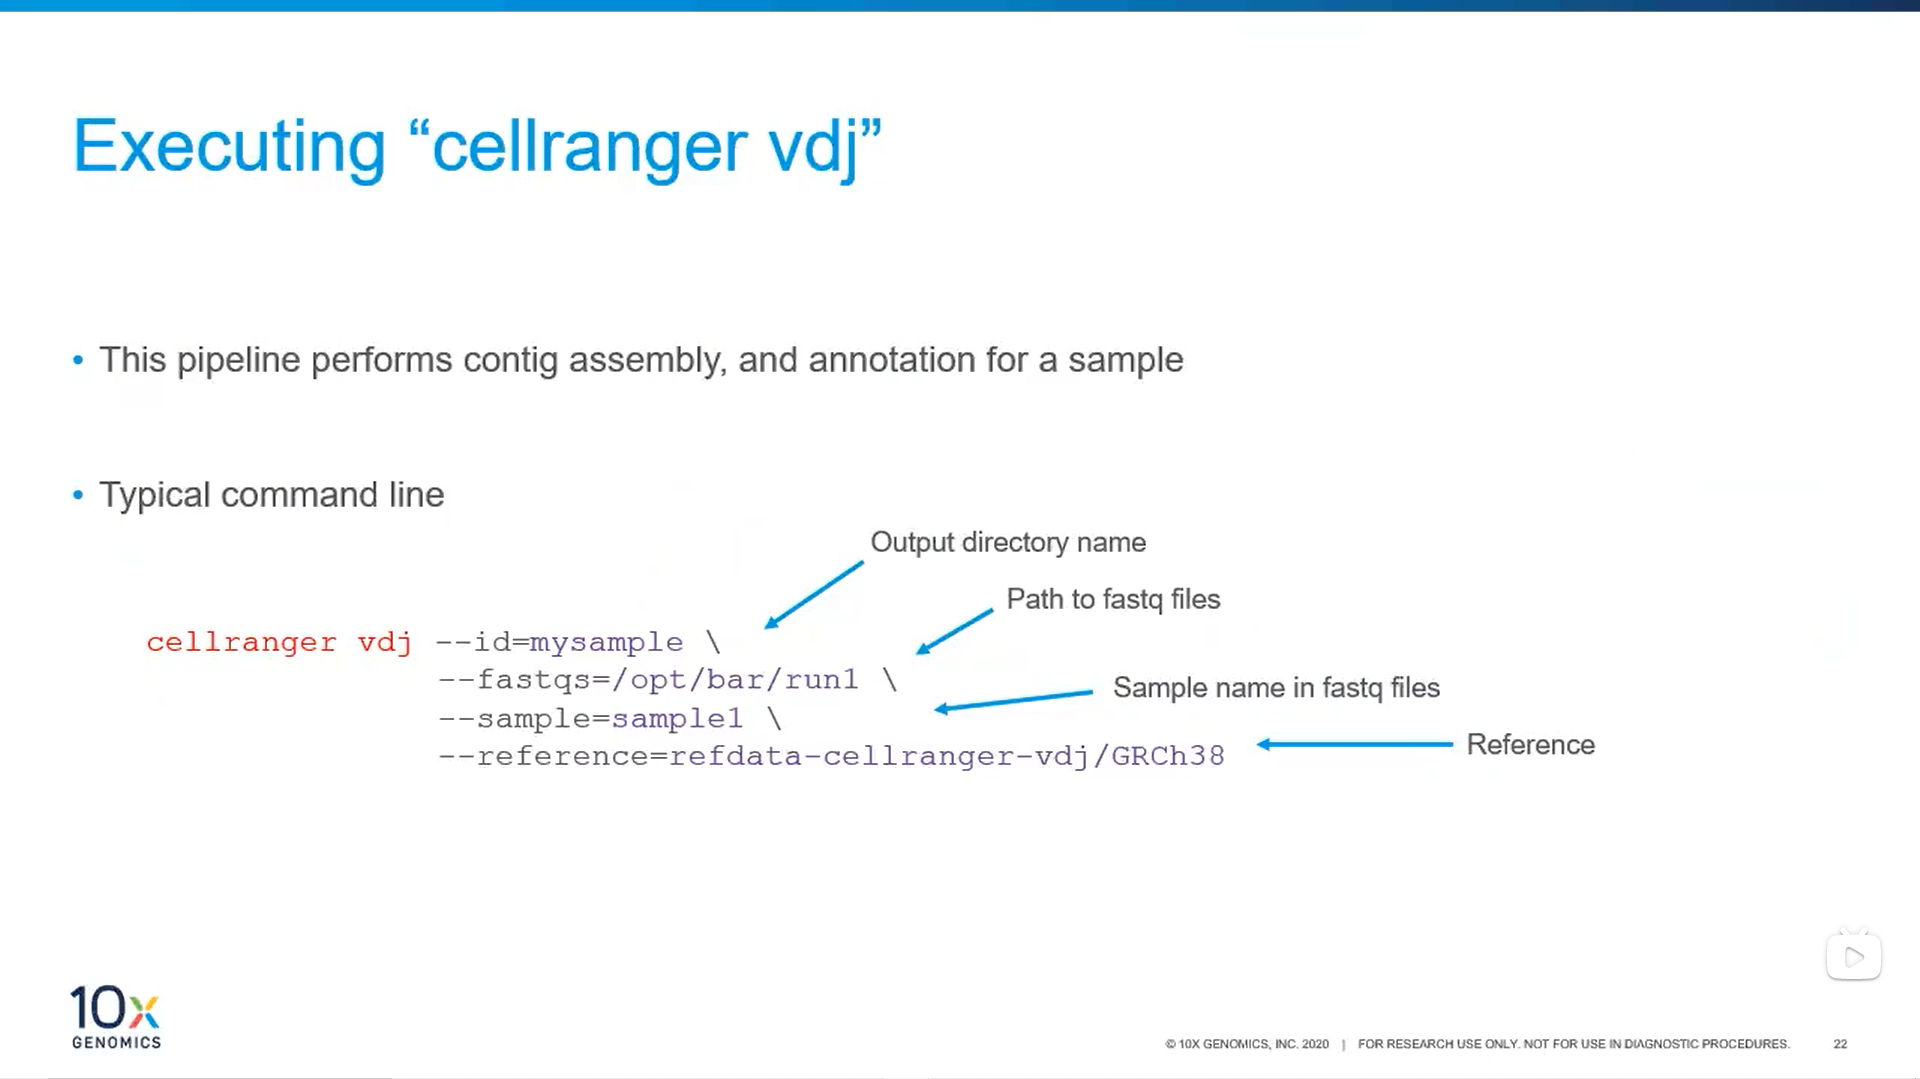 Executing “cellranger vdj”
• This pipeline performs contig assembly, and annotation for a sample
• Typical command line
Output directory name
Path to fastq files
cellranger vdj --id=mysample \
--fastqs=/opt/bar/run1 \
Sample name in fastq files
--sample=sample1 \
Reference
--reference=refdata-cellranger-vdj/GRCh38
10x
GENOMICS
© 10X GENOMICS, INC. 2020 | FOR RESEARCH USE ONLY. NOT FOR USE IN DIAGNOSTIC PROCEDURES. 22